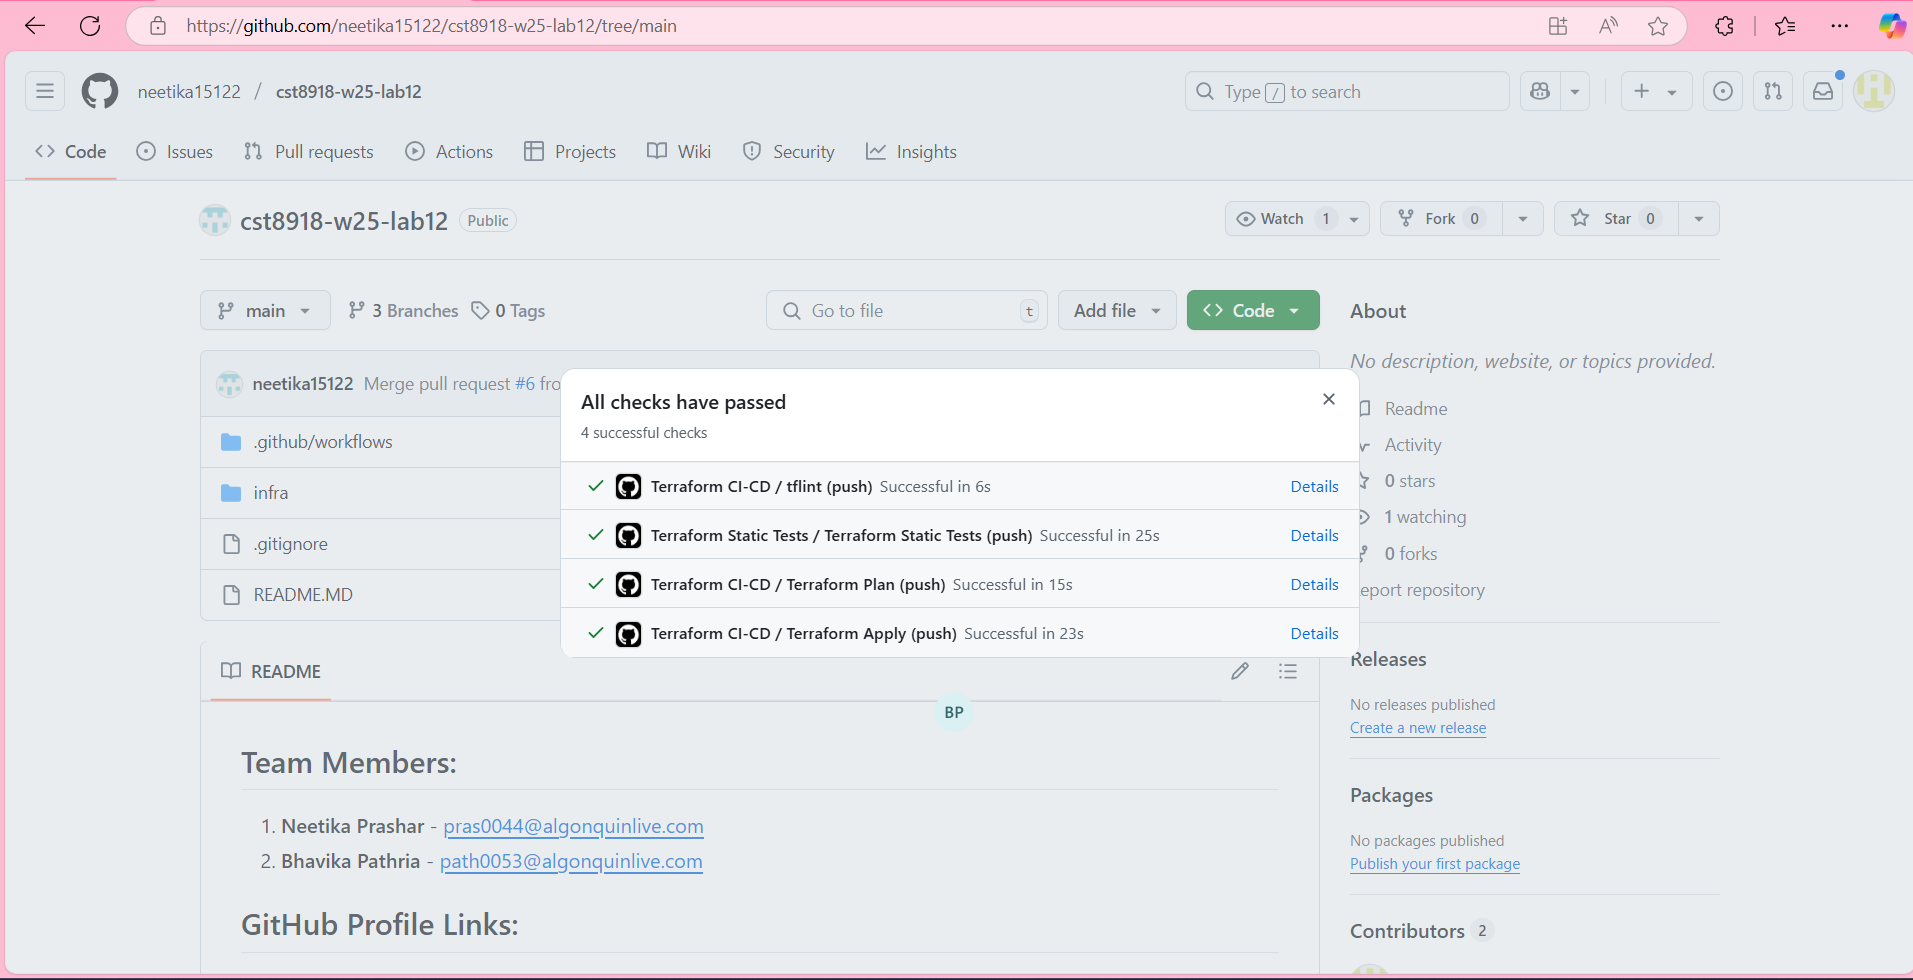 https://github.com/neetika15122/cst8918-w25-lab12/tree/main
neetika15122 / cst8918-w25-lab12
Type / to search
Code Issues Pull requests Actions Projects Wiki Security Insights
cst8918-w25-lab12 Public
Watch 1 Fork 0 Star 0
main 3 Branches 0 Tags Go to file t Add file Code
About
No description, website, or topics provided.
neetika15122 Merge pull request #6 fro
All checks have passed
4 successful checks
Readme
.github/workflows
Activity
Terraform CI-CD / tflint (push) Successful in 6s Details
0 stars
infra
1 watching
Terraform Static Tests / Terraform Static Tests (push) Successful in 25s Details
.gitignore
0 forks
Terraform CI-CD / Terraform Plan (push) Successful in 15s Details
eport repository
README.MD
Terraform CI-CD / Terraform Apply (push) Successful in 23s Details
README
Releases
No releases published
Create a new release
BP
Team Members:
1. Neetika Prashar - pras0044@algonquinlive.com
2. Bhavika Pathria - path0053@algonquinlive.com
Packages
No packages published
Publish your first package
GitHub Profile Links:
Contributors 2